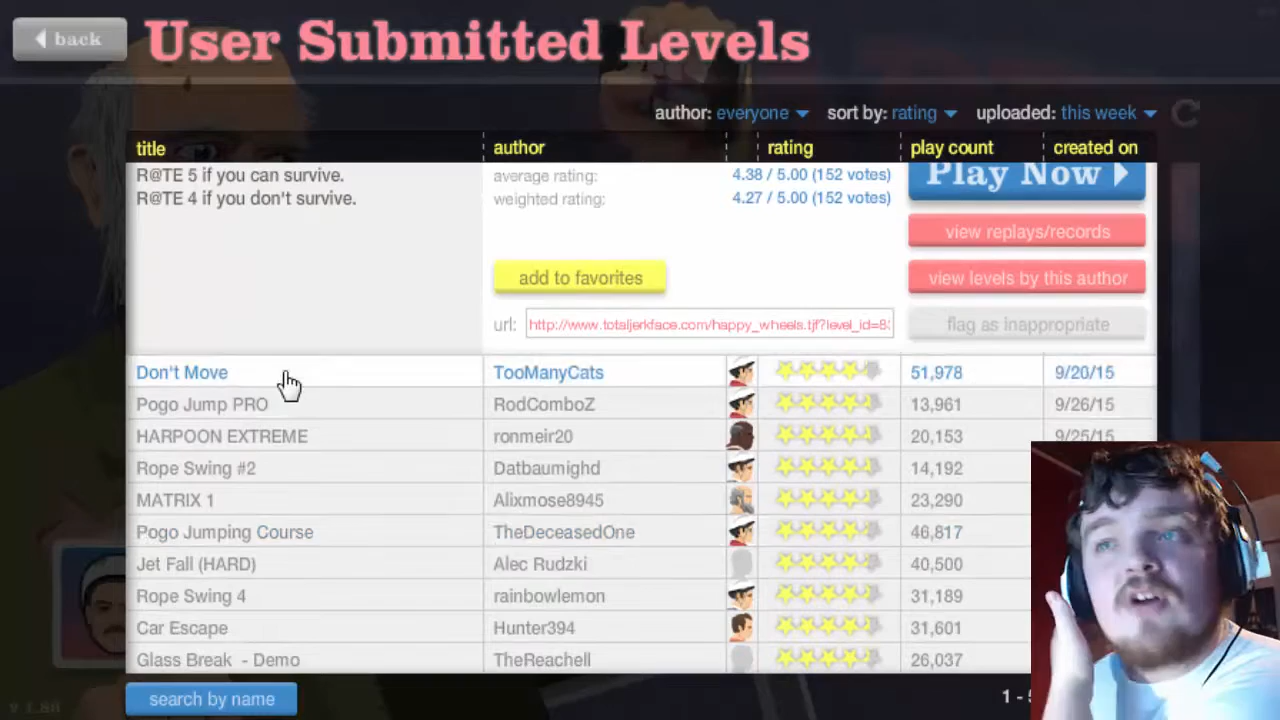 back
User Submitted Levels
author: everyone sort by: rating uploaded: this week
title author rating play count created on
R@TE 5 if you can survive.
R@TE 4 if you don't survive.
average rating: 4.38 / 5.00 (152 votes)
weighted rating: 4.27 / 5.00 (152 votes)
Play Now
view replays/records
add to favorites
view levels by this author
url: http://www.totaljerkface.com/happy_wheels.tjf?level_id=8
flag as inappropriate
Don't Move TooManyCats 51,978 9/20/15
Pogo Jump PRO RodComboZ 13,961 9/26/15
HARPOON EXTREME ronmeir20 20,153 9/25/15
Rope Swing #2 Datbaumighd 14,192
MATRIX 1 Alixmose8945 23,290
Pogo Jumping Course TheDeceasedOne 46,817
Jet Fall (HARD) Alec Rudzki 40,500
Rope Swing 4 rainbowlemon 31,189
Car Escape Hunter394 31,601
Glass Break - Demo TheReachell 26,037
search by name
1 -